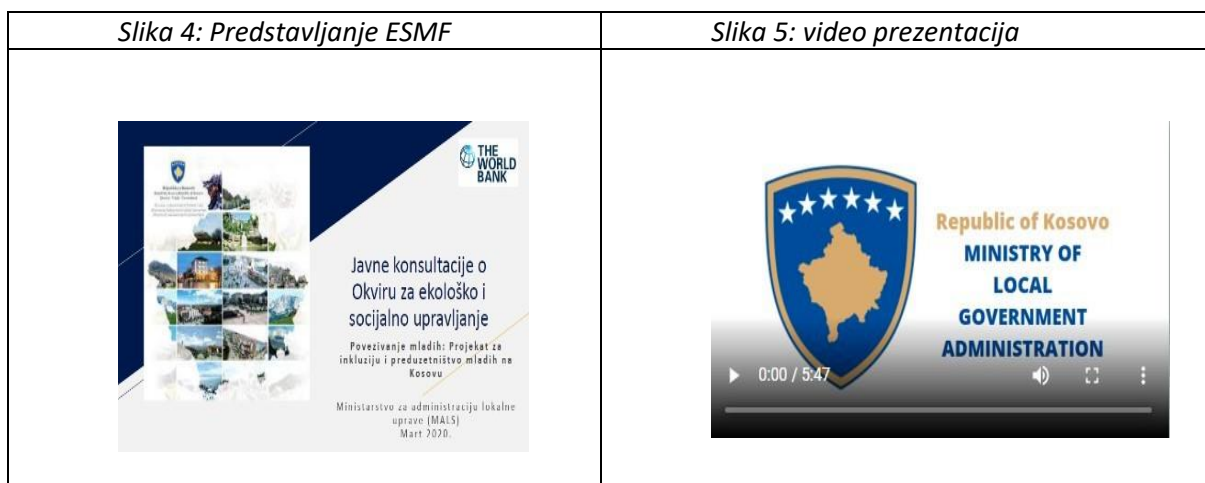 Slika 4: Predstavljanje ESMF
Slika 5: video prezentacija
THE
WORLD
BANK
Javne konsultacije o
Okviru za ekološko i
socijalno upravljanje
Povezivanje mladih: Projekat za
inkluziju i preduzetništvo mladih na
Kosovu
Ministarstvo za administraciju lokalne
uprave (MALS)
Mart 2020.
Republic of Kosovo
MINISTRY OF
LOCAL
GOVERNMENT
ADMINISTRATION
0:00 / 5:47